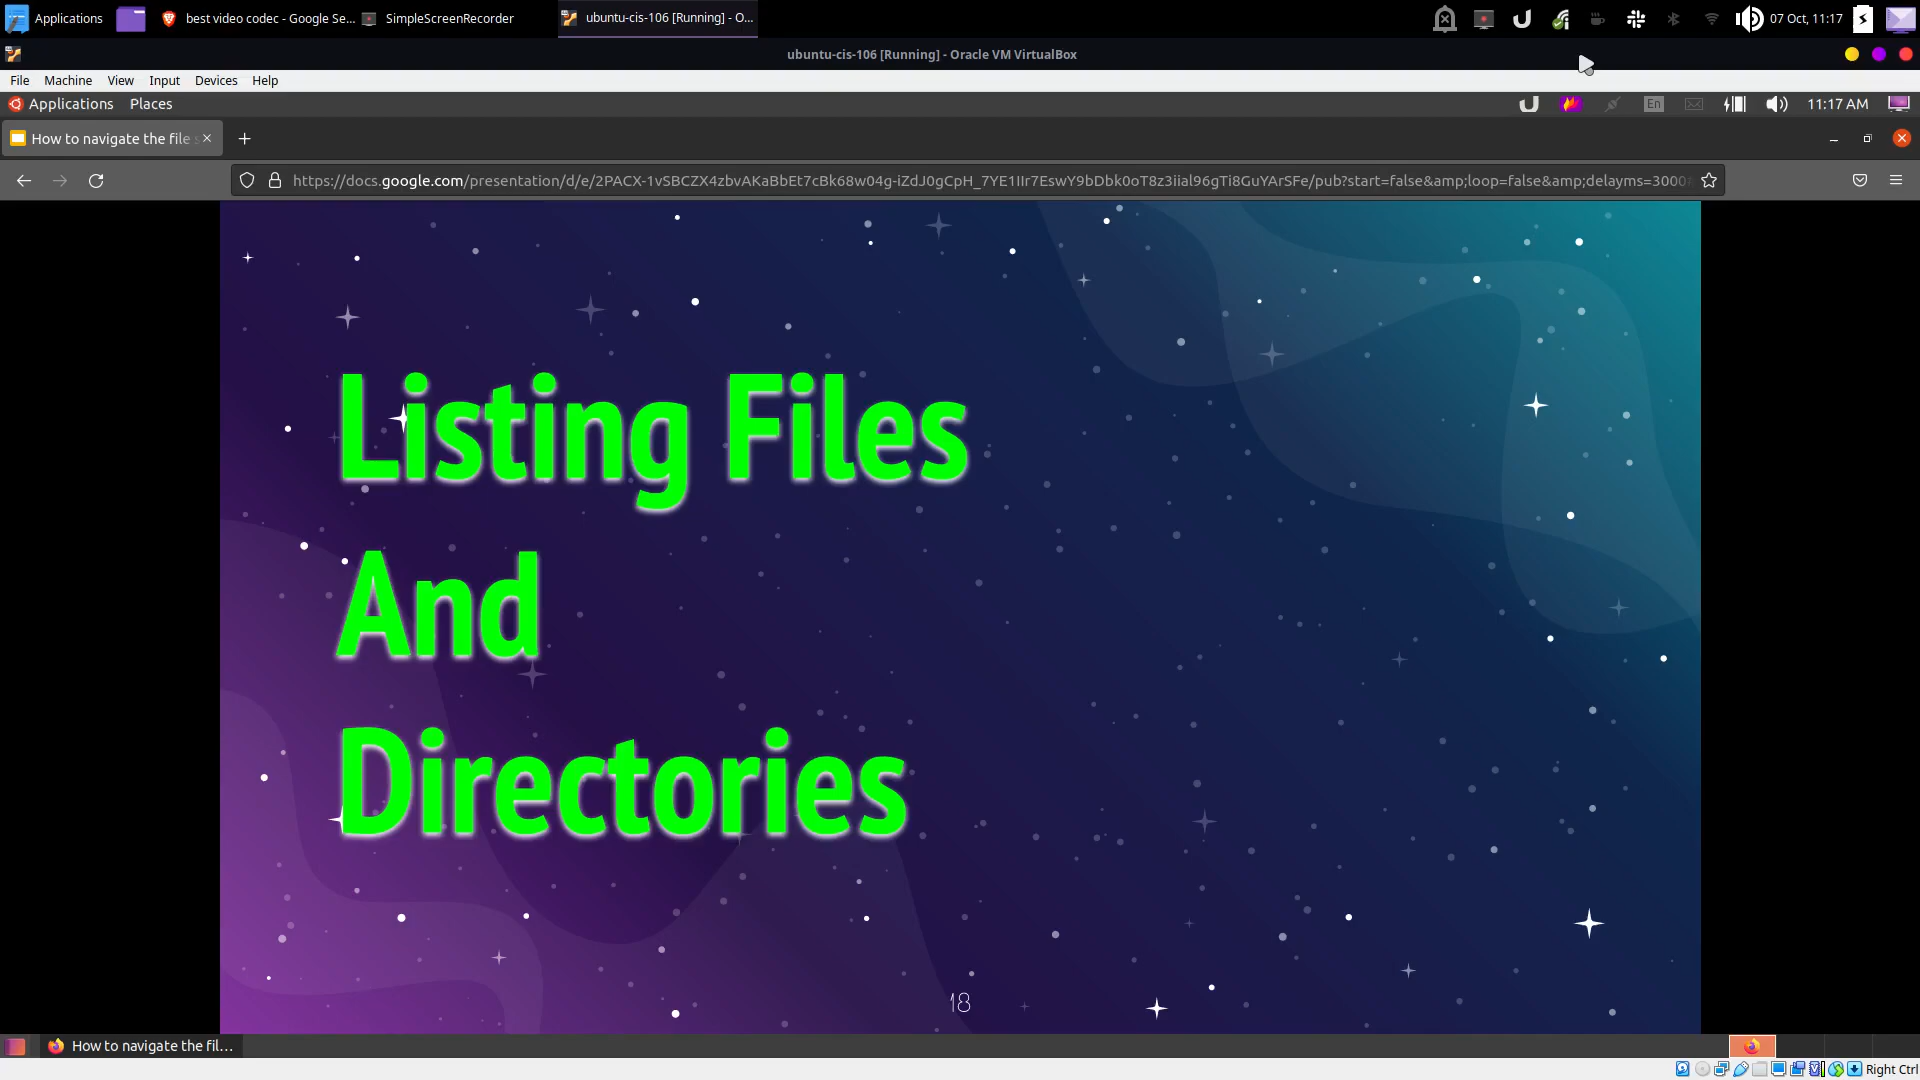 Applications
best video codec - Google Se...
SimpleScreenRecorder
ubuntu-cis-106 [Running] - O...
07 Oct, 11:17
ubuntu-cis-106 [Running] - Oracle VM VirtualBox
File Machine View Input Devices Help
Applications Places
En
11:17 AM
How to navigate the file s
https://docs.google.com/presentation/d/e/2PACX-1vSBCZX4zbvAKaBbEt7cBk68w04g-iZdJ0gCpH_7YE1IIr7EswY9bDbk0oT8z3iial96gTi8GuYArSFe/pub?start=false&amp;loop=false&amp;delayms=3000
Listing Files
And
Directories
18
How to navigate the fil...
Right Ctrl